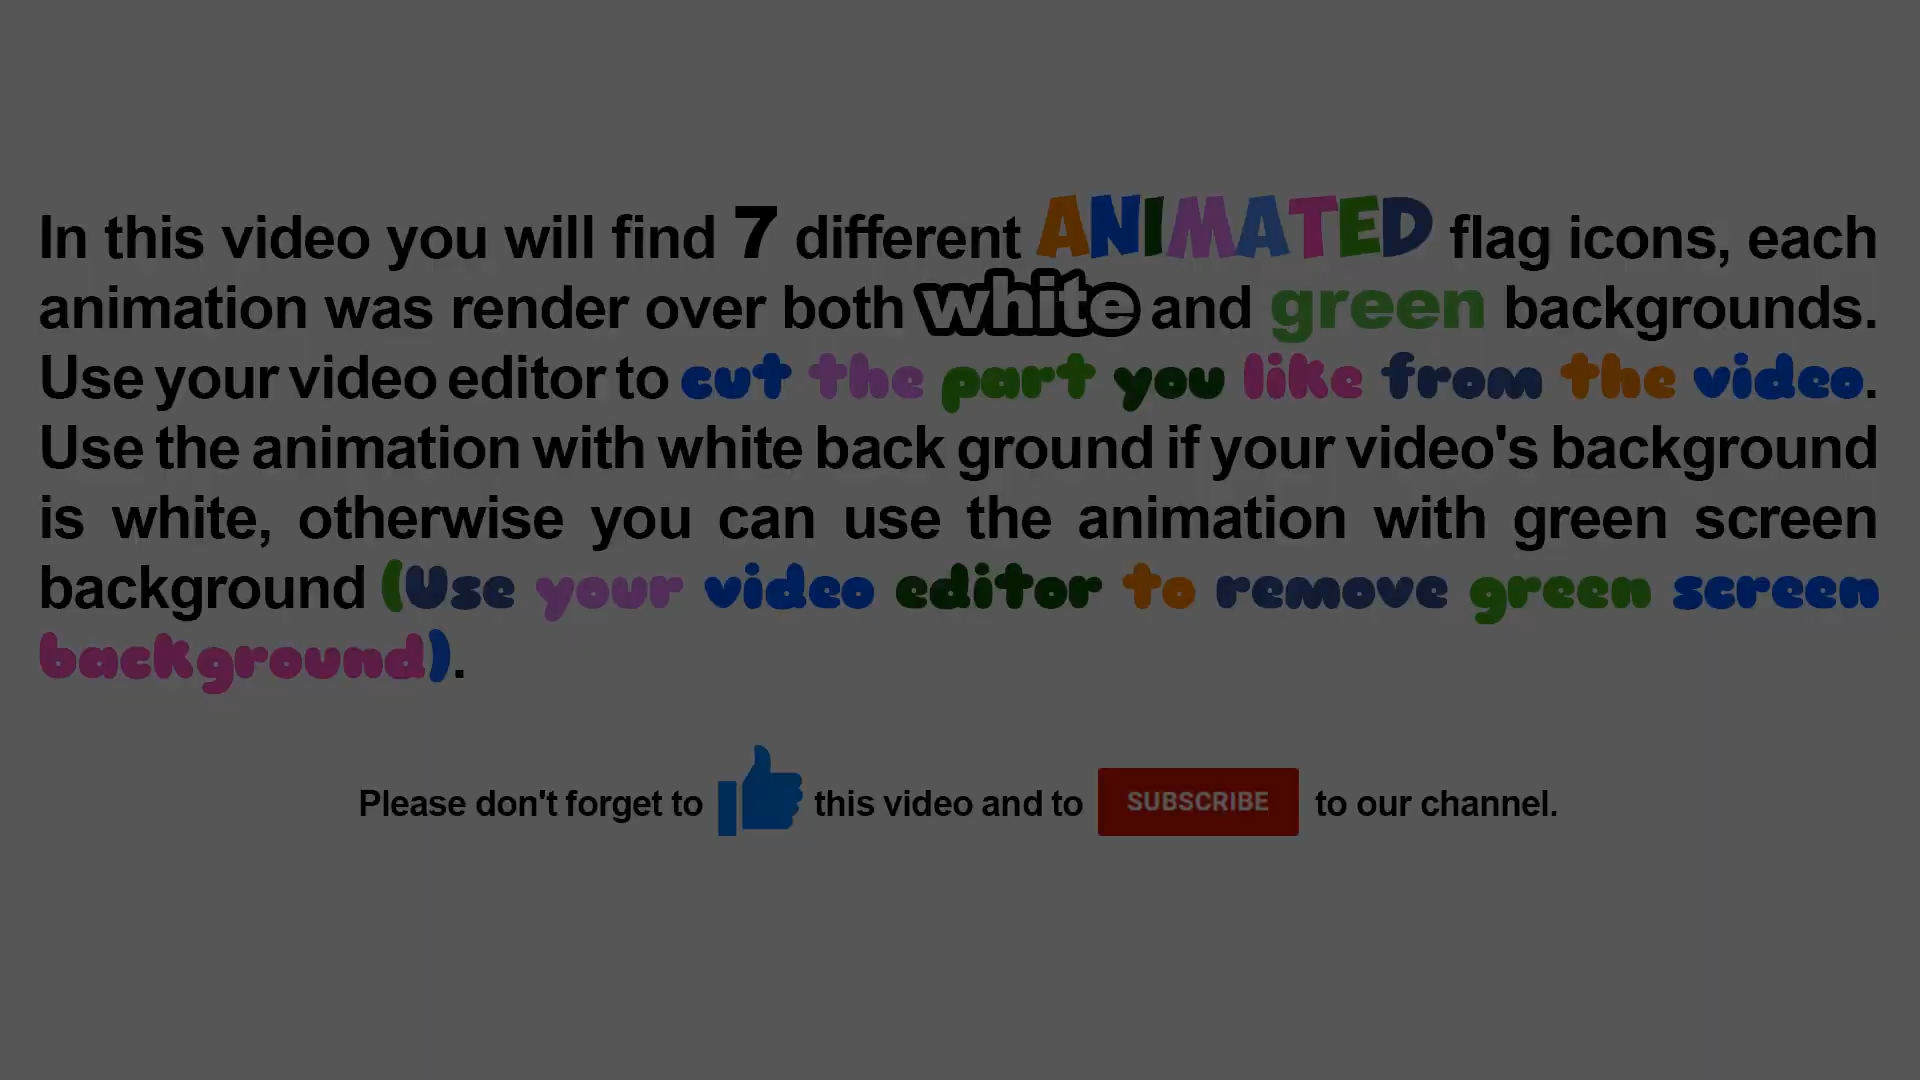 In this video you will find 7 different ANIMATED flag icons, each
animation was render over both white and green backgrounds.
Use your video editor to cut the part you like from the video.
Use the animation with white back ground if your video's background
is white, otherwise you can use the animation with green screen
background (Use your video editor to remove green screen
background).
Please don't forget to this video and to SUBSCRIBE to our channel.